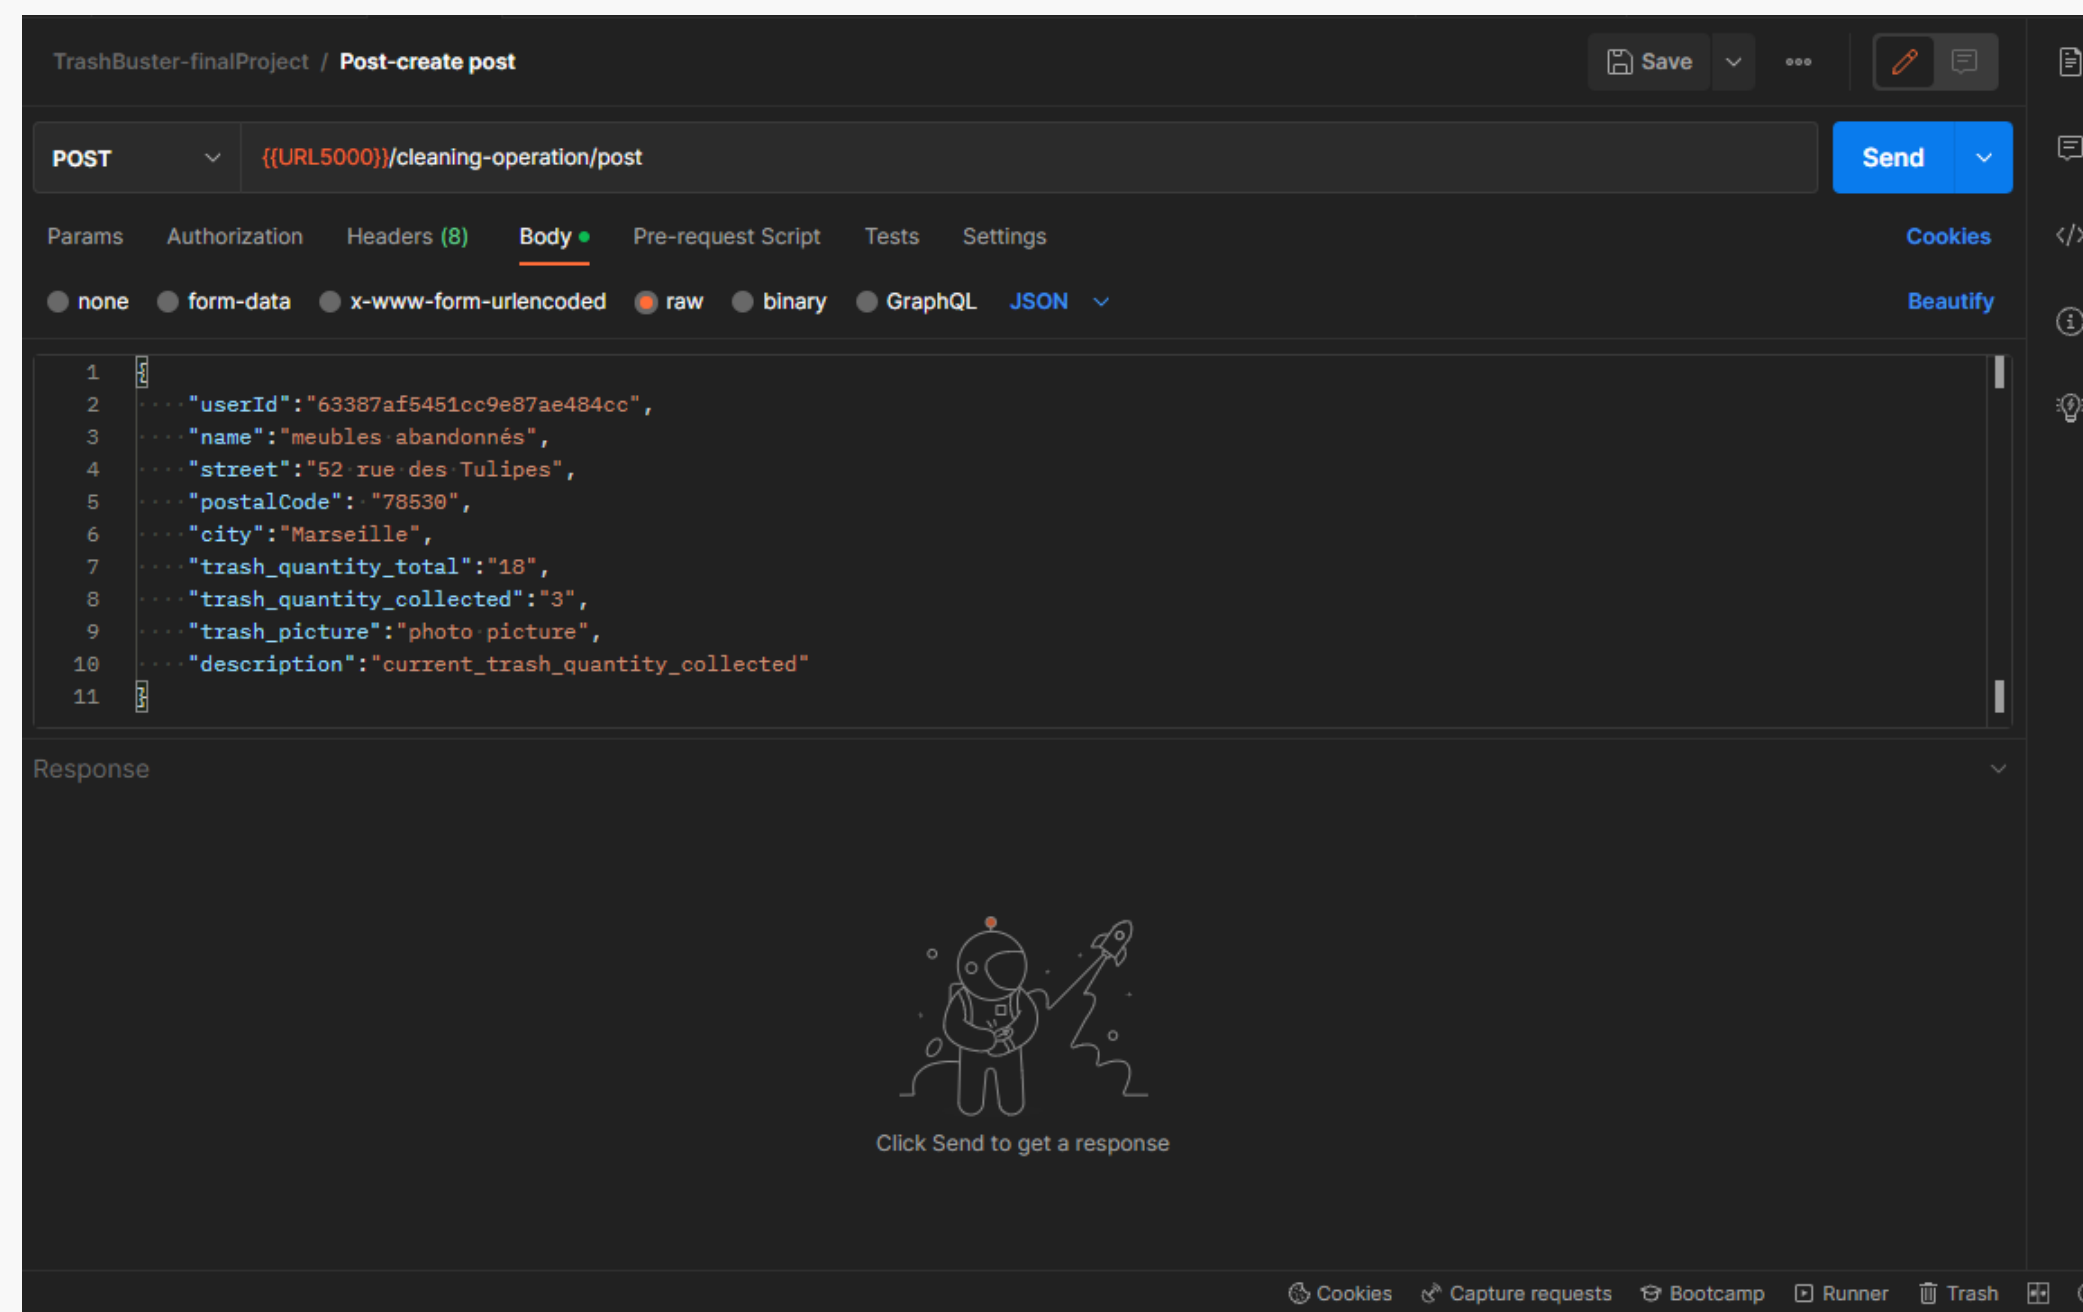 TrashBuster-finalProject / Post-create post
Save
POST {{URL5000}}/cleaning-operation/post Send
Params Authorization Headers (8) Body Pre-request Script Tests Settings Cookies
none form-data x-www-form-urlencoded raw binary GraphQL JSON Beautify
1 {
2 "userId":"63387af5451cc9e87ae484cc",
3 "name":"meubles abandonnés",
4 "street":"52 rue des Tulipes",
5 "postalCode": "78530",
6 "city":"Marseille",
7 "trash_quantity_total":"18",
8 "trash_quantity_collected":"3",
9 "trash_picture":"photo picture",
10 "description":"current_trash_quantity_collected"
11 }
Response
Click Send to get a response
Cookies Capture requests Bootcamp Runner Trash